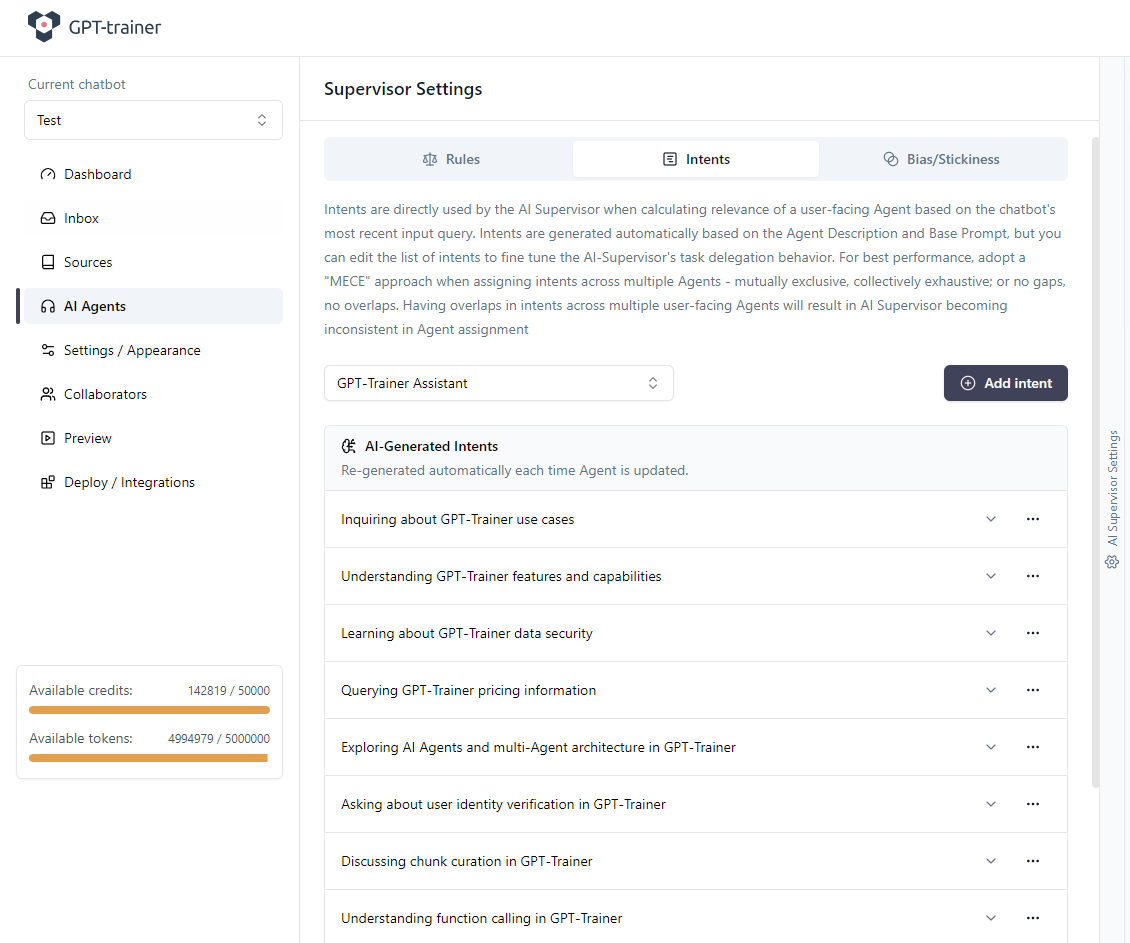 GPT-trainer
Current chatbot
Test
Dashboard
Inbox
Sources
AI Agents
Settings / Appearance
Collaborators
Preview
Deploy / Integrations
Available credits: 142819 / 50000
Available tokens: 4994979 / 5000000
Supervisor Settings
Rules
Intents
Bias/Stickiness
Intents are directly used by the AI Supervisor when calculating relevance of a user-facing Agent based on the chatbot's
most recent input query. Intents are generated automatically based on the Agent Description and Base Prompt, but you
can edit the list of intents to fine tune the AI-Supervisor's task delegation behavior. For best performance, adopt a
"MECE" approach when assigning intents across multiple Agents - mutually exclusive, collectively exhaustive; or no gaps,
no overlaps. Having overlaps in intents across multiple user-facing Agents will result in AI Supervisor becoming
inconsistent in Agent assignment
GPT-Trainer Assistant
Add intent
AI-Generated Intents
Re-generated automatically each time Agent is updated.
Inquiring about GPT-Trainer use cases
Understanding GPT-Trainer features and capabilities
Learning about GPT-Trainer data security
Querying GPT-Trainer pricing information
Exploring AI Agents and multi-Agent architecture in GPT-Trainer
Asking about user identity verification in GPT-Trainer
Discussing chunk curation in GPT-Trainer
Understanding function calling in GPT-Trainer
AI Supervisor Settings